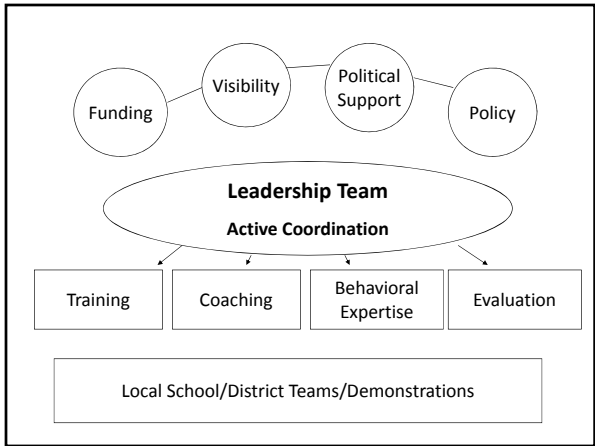 Funding
Visibility
Political
Support
Policy
Leadership Team
Active Coordination
Training
Coaching
Behavioral
Expertise
Evaluation
Local School/District Teams/Demonstrations